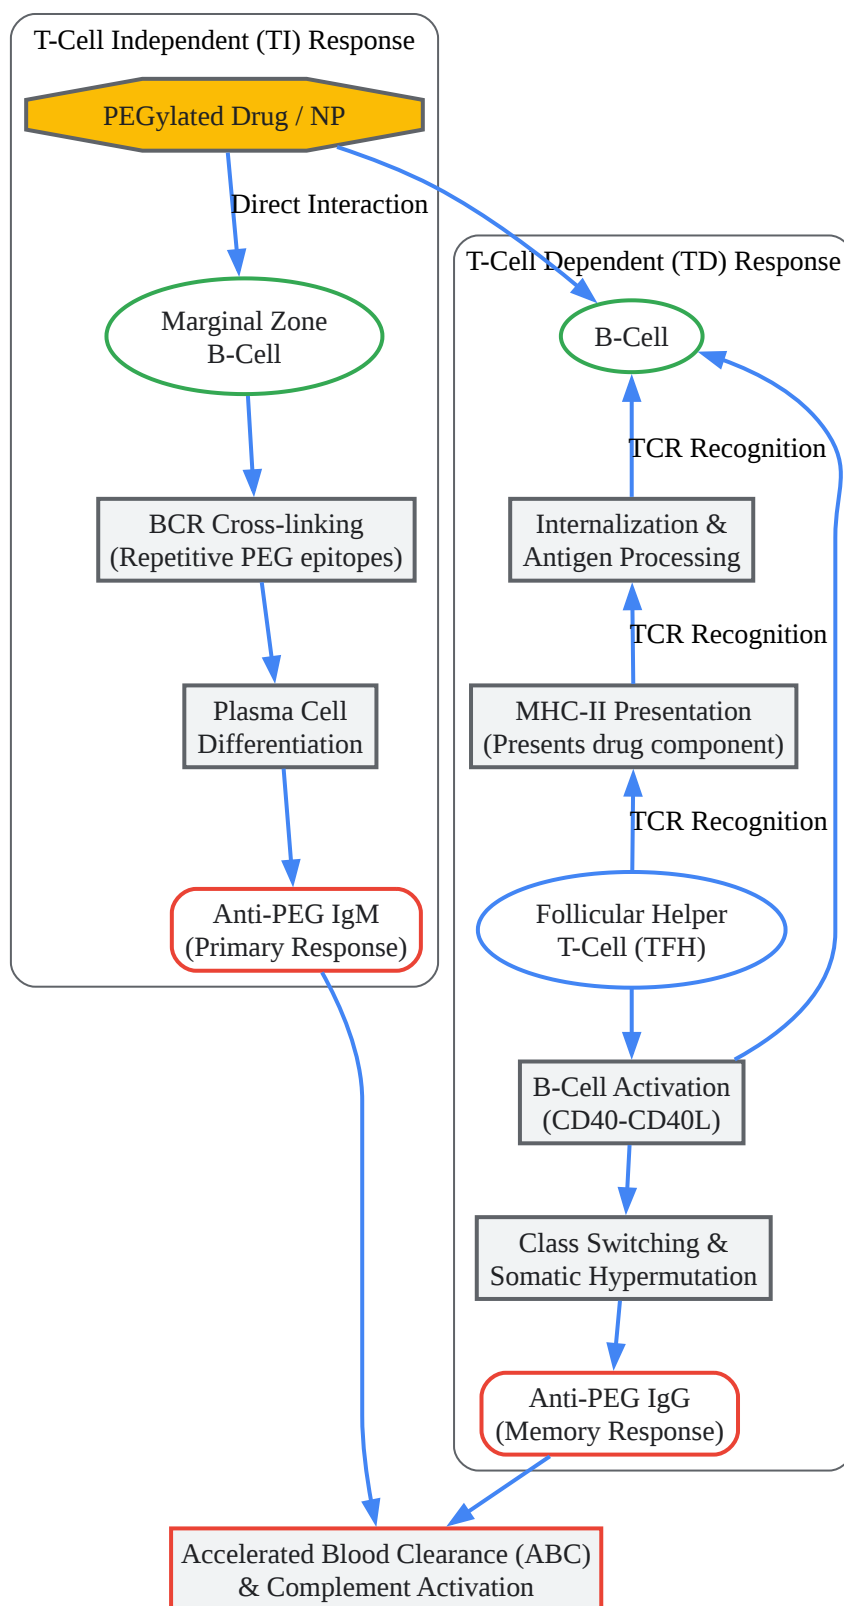 T-Cell Independent (TI) Response
PEGylated Drug / NP
Direct Interaction
Marginal Zone
B-Cell
BCR Cross-linking
(Repetitive PEG epitopes)
Plasma Cell
Differentiation
Anti-PEG IgM
(Primary Response)
T-Cell Dependent (TD) Response
B-Cell
TCR Recognition
Internalization &
Antigen Processing
TCR Recognition
MHC-II Presentation
(Presents drug component)
TCR Recognition
Follicular Helper
T-Cell (TFH)
B-Cell Activation
(CD40-CD40L)
Class Switching &
Somatic Hypermutation
Anti-PEG IgG
(Memory Response)
Accelerated Blood Clearance (ABC)
& Complement Activation